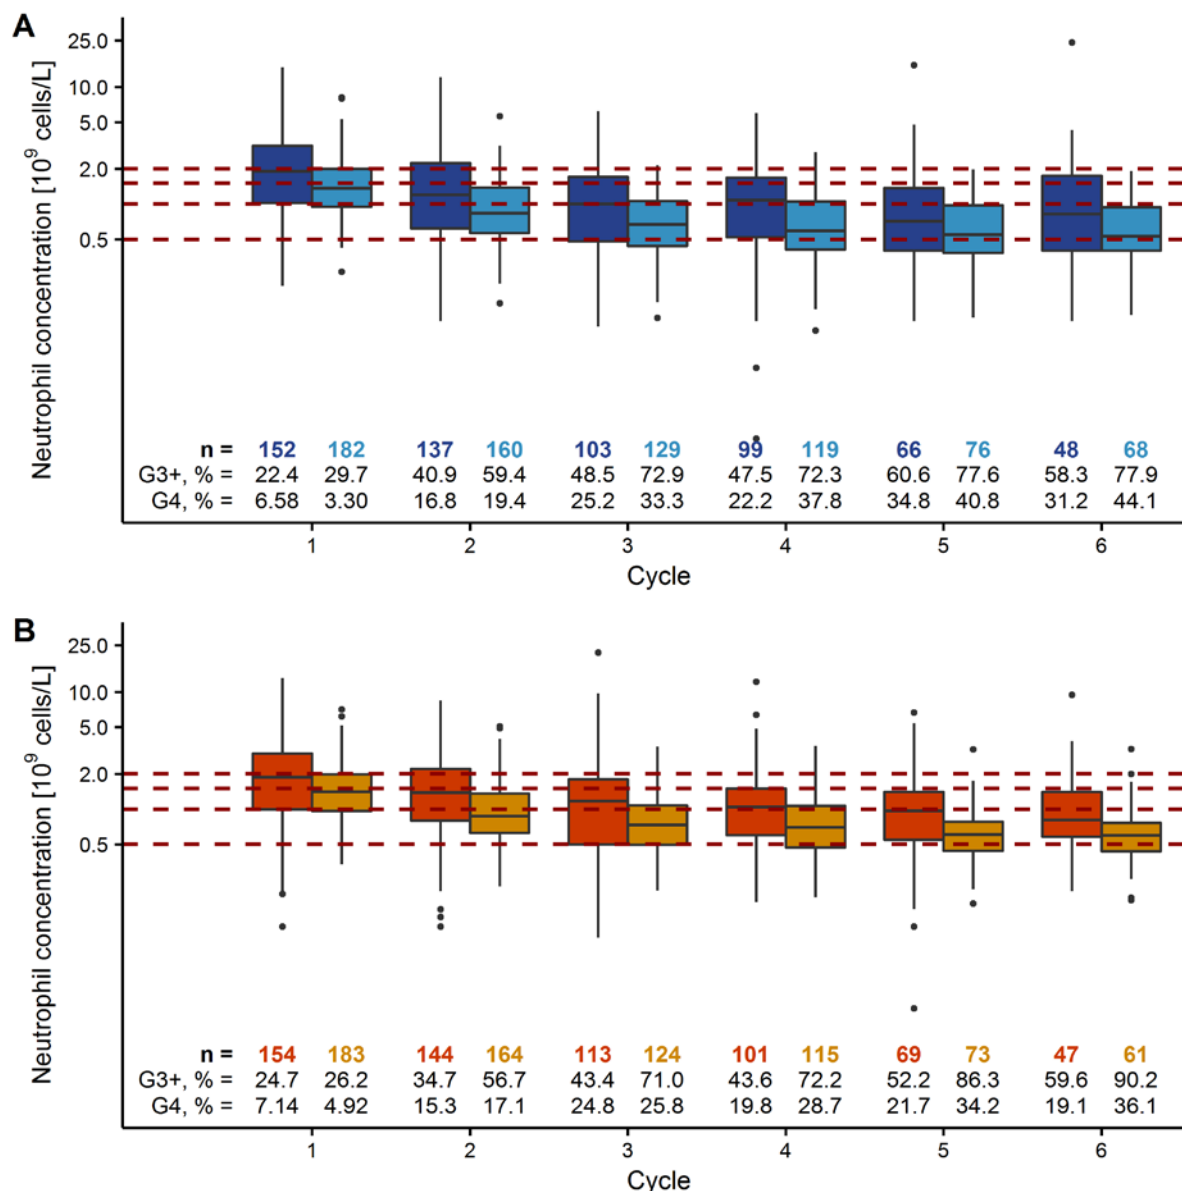 A
Neutrophil concentration [10⁹ cells/L]
25.0
10.0
5.0
2.0
0.5
n = 152 182 137 160 103 129 99 119 66 76 48 68
G3+, % = 22.4 29.7 40.9 59.4 48.5 72.9 47.5 72.3 60.6 77.6 58.3 77.9
G4, % = 6.58 3.30 16.8 19.4 25.2 33.3 22.2 37.8 34.8 40.8 31.2 44.1
1 2 3 4 5 6
Cycle
B
Neutrophil concentration [10⁹ cells/L]
25.0
10.0
5.0
2.0
0.5
n = 154 183 144 164 113 124 101 115 69 73 47 61
G3+, % = 24.7 26.2 34.7 56.7 43.4 71.0 43.6 72.2 52.2 86.3 59.6 90.2
G4, % = 7.14 4.92 15.3 17.1 24.8 25.8 19.8 28.7 21.7 34.2 19.1 36.1
1 2 3 4 5 6
Cycle